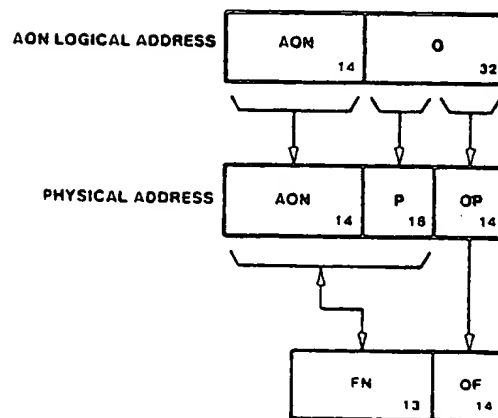 AON LOGICAL ADDRESS
AON
14
O
32
PHYSICAL ADDRESS
AON
14
P
18
OP
14
FN
13
OF
14